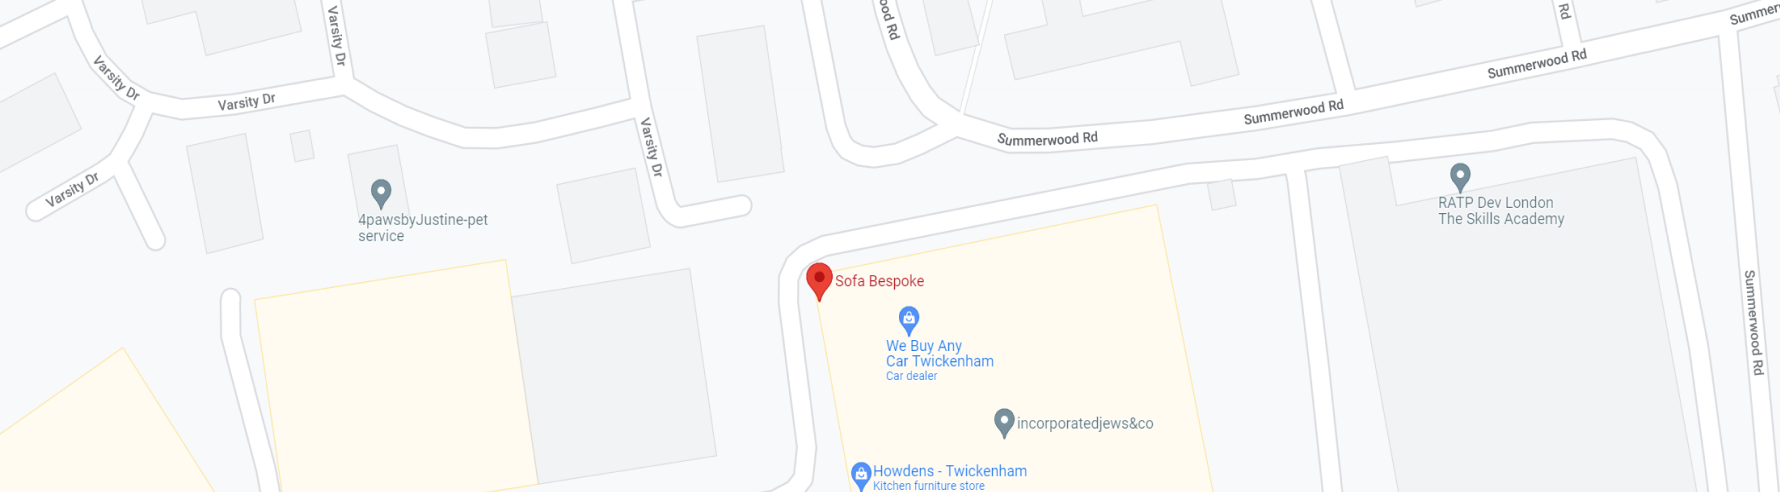 Varsity Dr
Varsity Dr
Varsity Dr
Varsity Dr
Varsity Dr
ood Rd
Rd
Summerw
Summerwood Rd
Summerwood Rd
Summerwood Rd
Summerwood Rd
4pawsbyJustine-pet
service
RATP Dev London
The Skills Academy
Sofa Bespoke
We Buy Any
Car Twickenham
Car dealer
incorporatedjews&co
Howdens - Twickenham
Kitchen furniture store